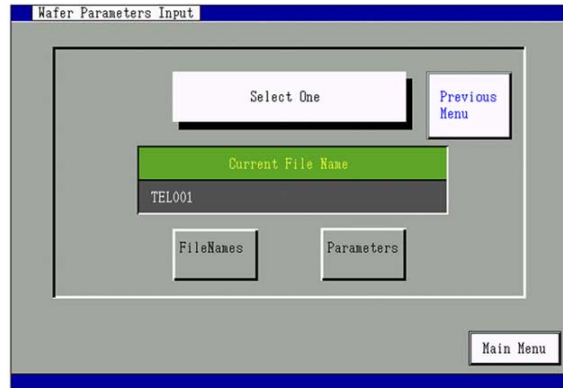 Wafer Parameters Input
Select One
Previous
Menu
Current File Name
TEL001
FileNames
Parameters
Main Menu